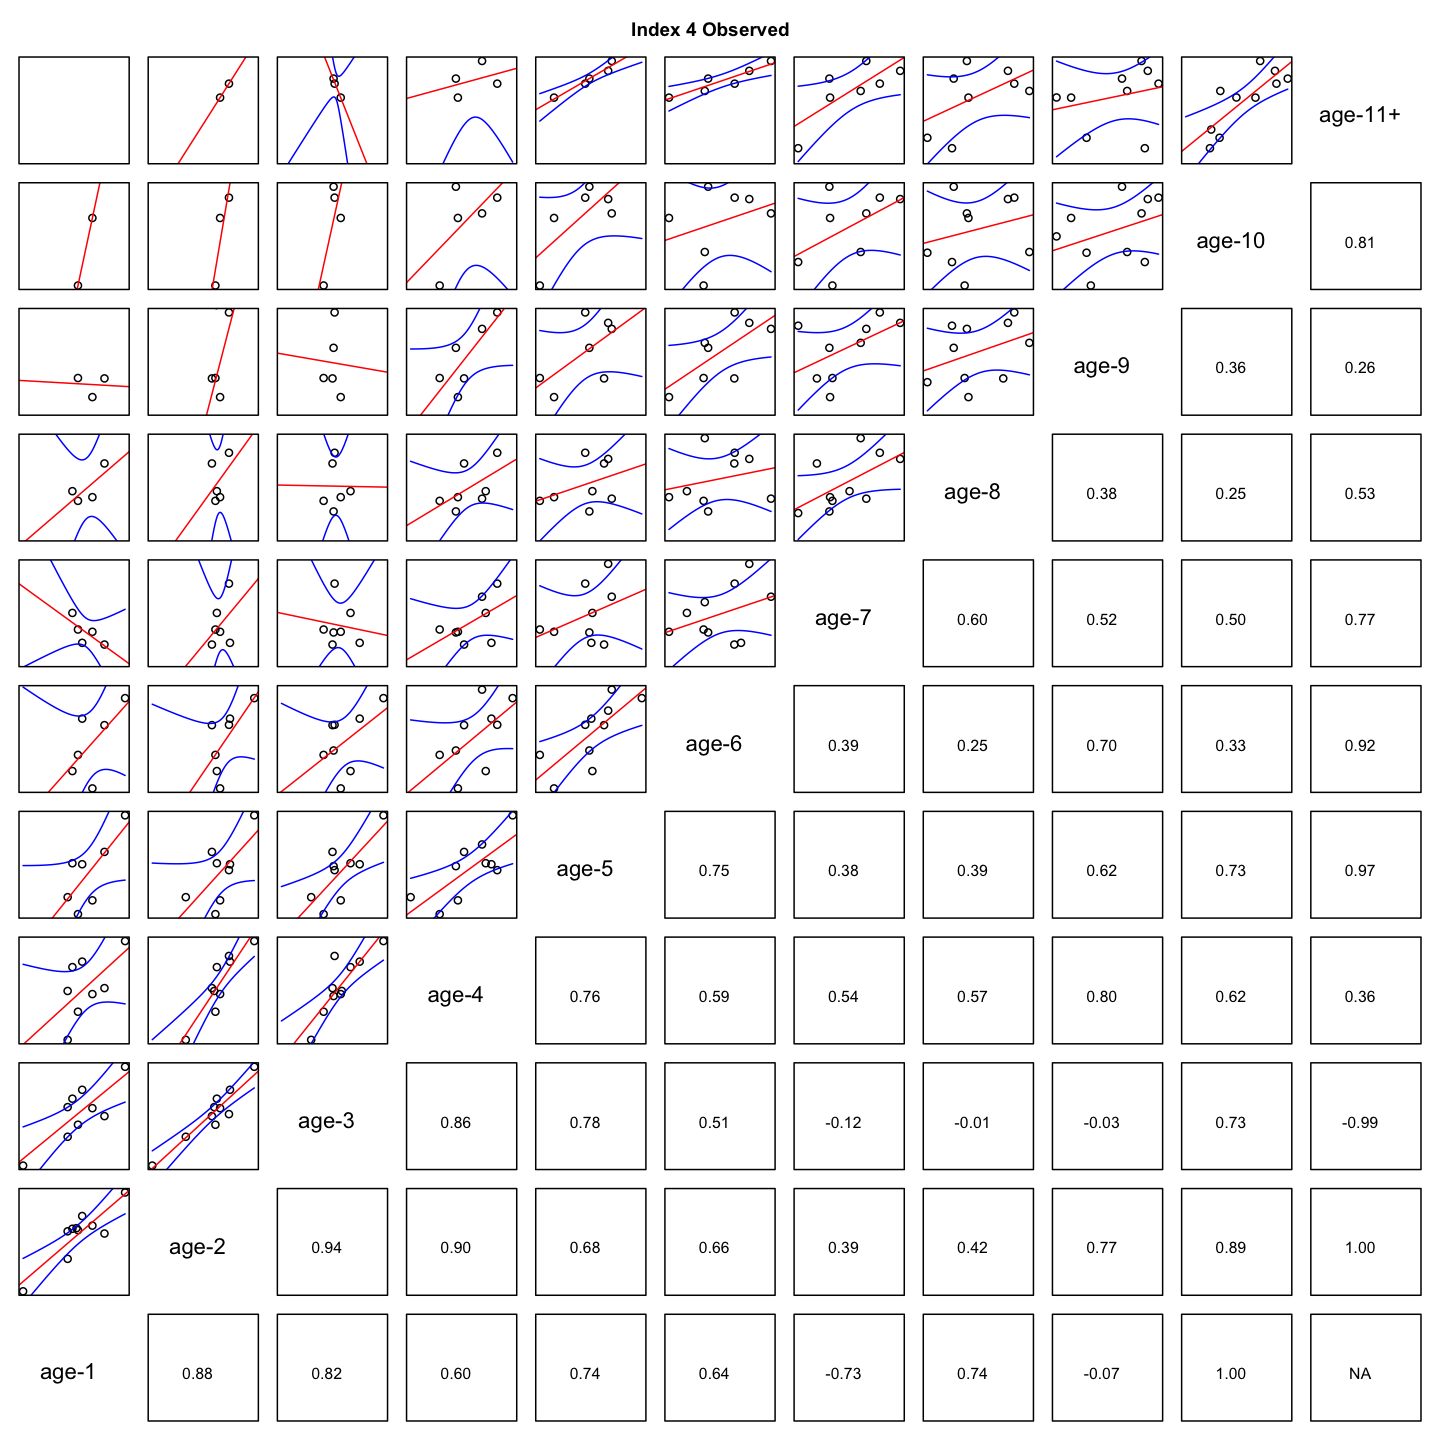 Index 4 Observed
age-11+
age-10 0.81
age-9 0.36 0.26
age-8 0.38 0.25 0.53
age-7 0.60 0.52 0.50 0.77
age-6 0.39 0.25 0.70 0.33 0.92
age-5 0.75 0.38 0.39 0.62 0.73 0.97
age-4 0.76 0.59 0.54 0.57 0.80 0.62 0.36
age-3 0.86 0.78 0.51 -0.12 -0.01 -0.03 0.73 -0.99
age-2 0.94 0.90 0.68 0.66 0.39 0.42 0.77 0.89 1.00
age-1 0.88 0.82 0.60 0.74 0.64 -0.73 0.74 -0.07 1.00 NA